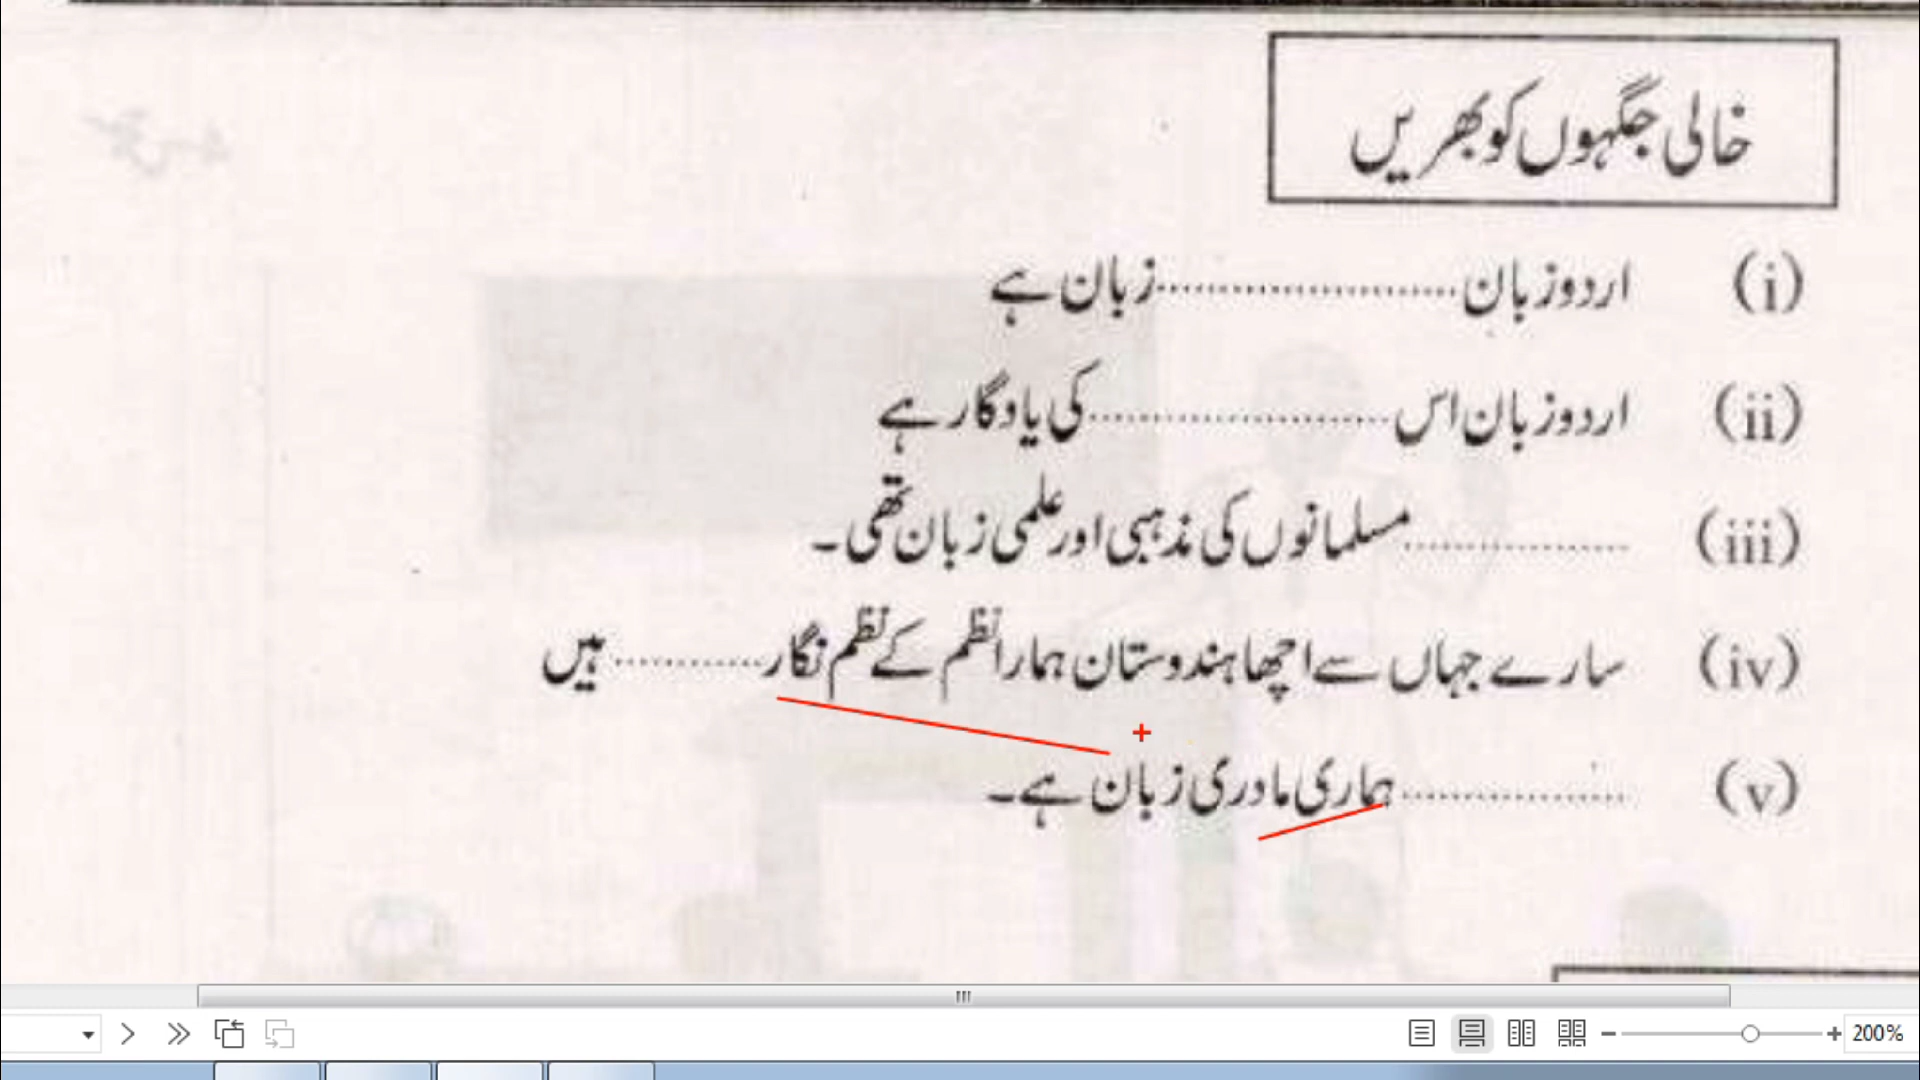 خالی جگہوں کو بھریں
(i) اردو زبان ........................ زبان ہے
(ii) اردو زبان اس ........................ کی یادگار ہے
(iii) .................. مسلمانوں کی مذہبی اور علمی زبان تھی۔
(iv) سارے جہاں سے اچھا ہندوستان ہمارا نظم کے نظم نگار ............ ہیں
(v) .................. ہماری مادری زبان ہے۔
200%